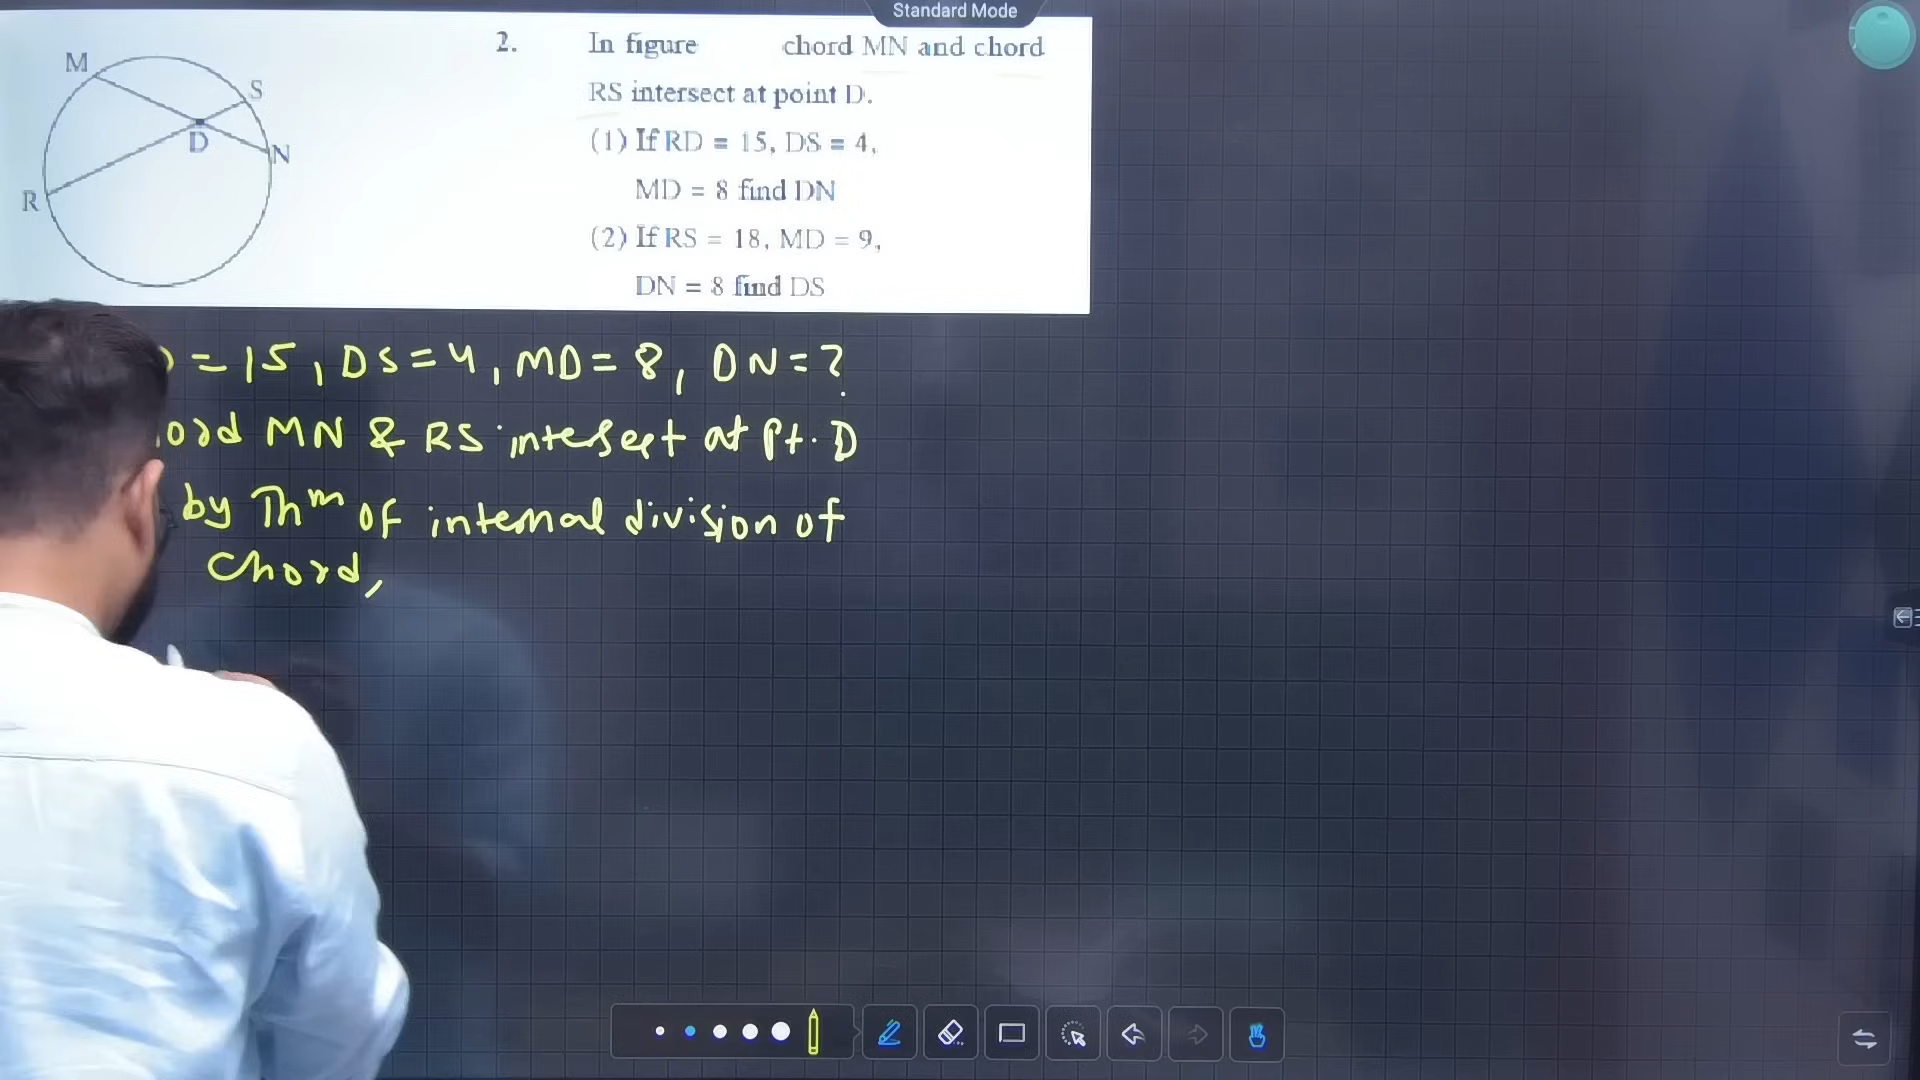 Standard Mode
M
S
D
N
R
2. In figure chord MN and chord
RS intersect at point D.
(1) If RD = 15, DS = 4,
MD = 8 find DN
(2) If RS = 18, MD = 9,
DN = 8 find DS
= 15, DS = 4, MD = 8, DN = ?
MN & RS intersect at Pt. D
by Thm of internal division of
chord,